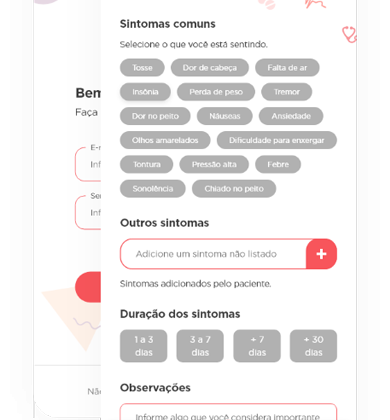 Sintomas comuns
Selecione o que você está sentindo.
Tosse
Dor de cabeça
Falta de ar
Insônia
Perda de peso
Tremor
Dor no peito
Náuseas
Ansiedade
Olhos amarelados
Dificuldade para enxergar
Tontura
Pressão alta
Febre
Sonolência
Chiado no peito
Outros sintomas
Adicione um sintoma não listado
+
Sintomas adicionados pelo paciente.
Duração dos sintomas
1 a 3
dias
3 a 7
dias
+ 7
dias
+ 30
dias
Observações
Informe algo que você considera importante
Bem
Faça
E-
Inf
Se
Inf
Nã